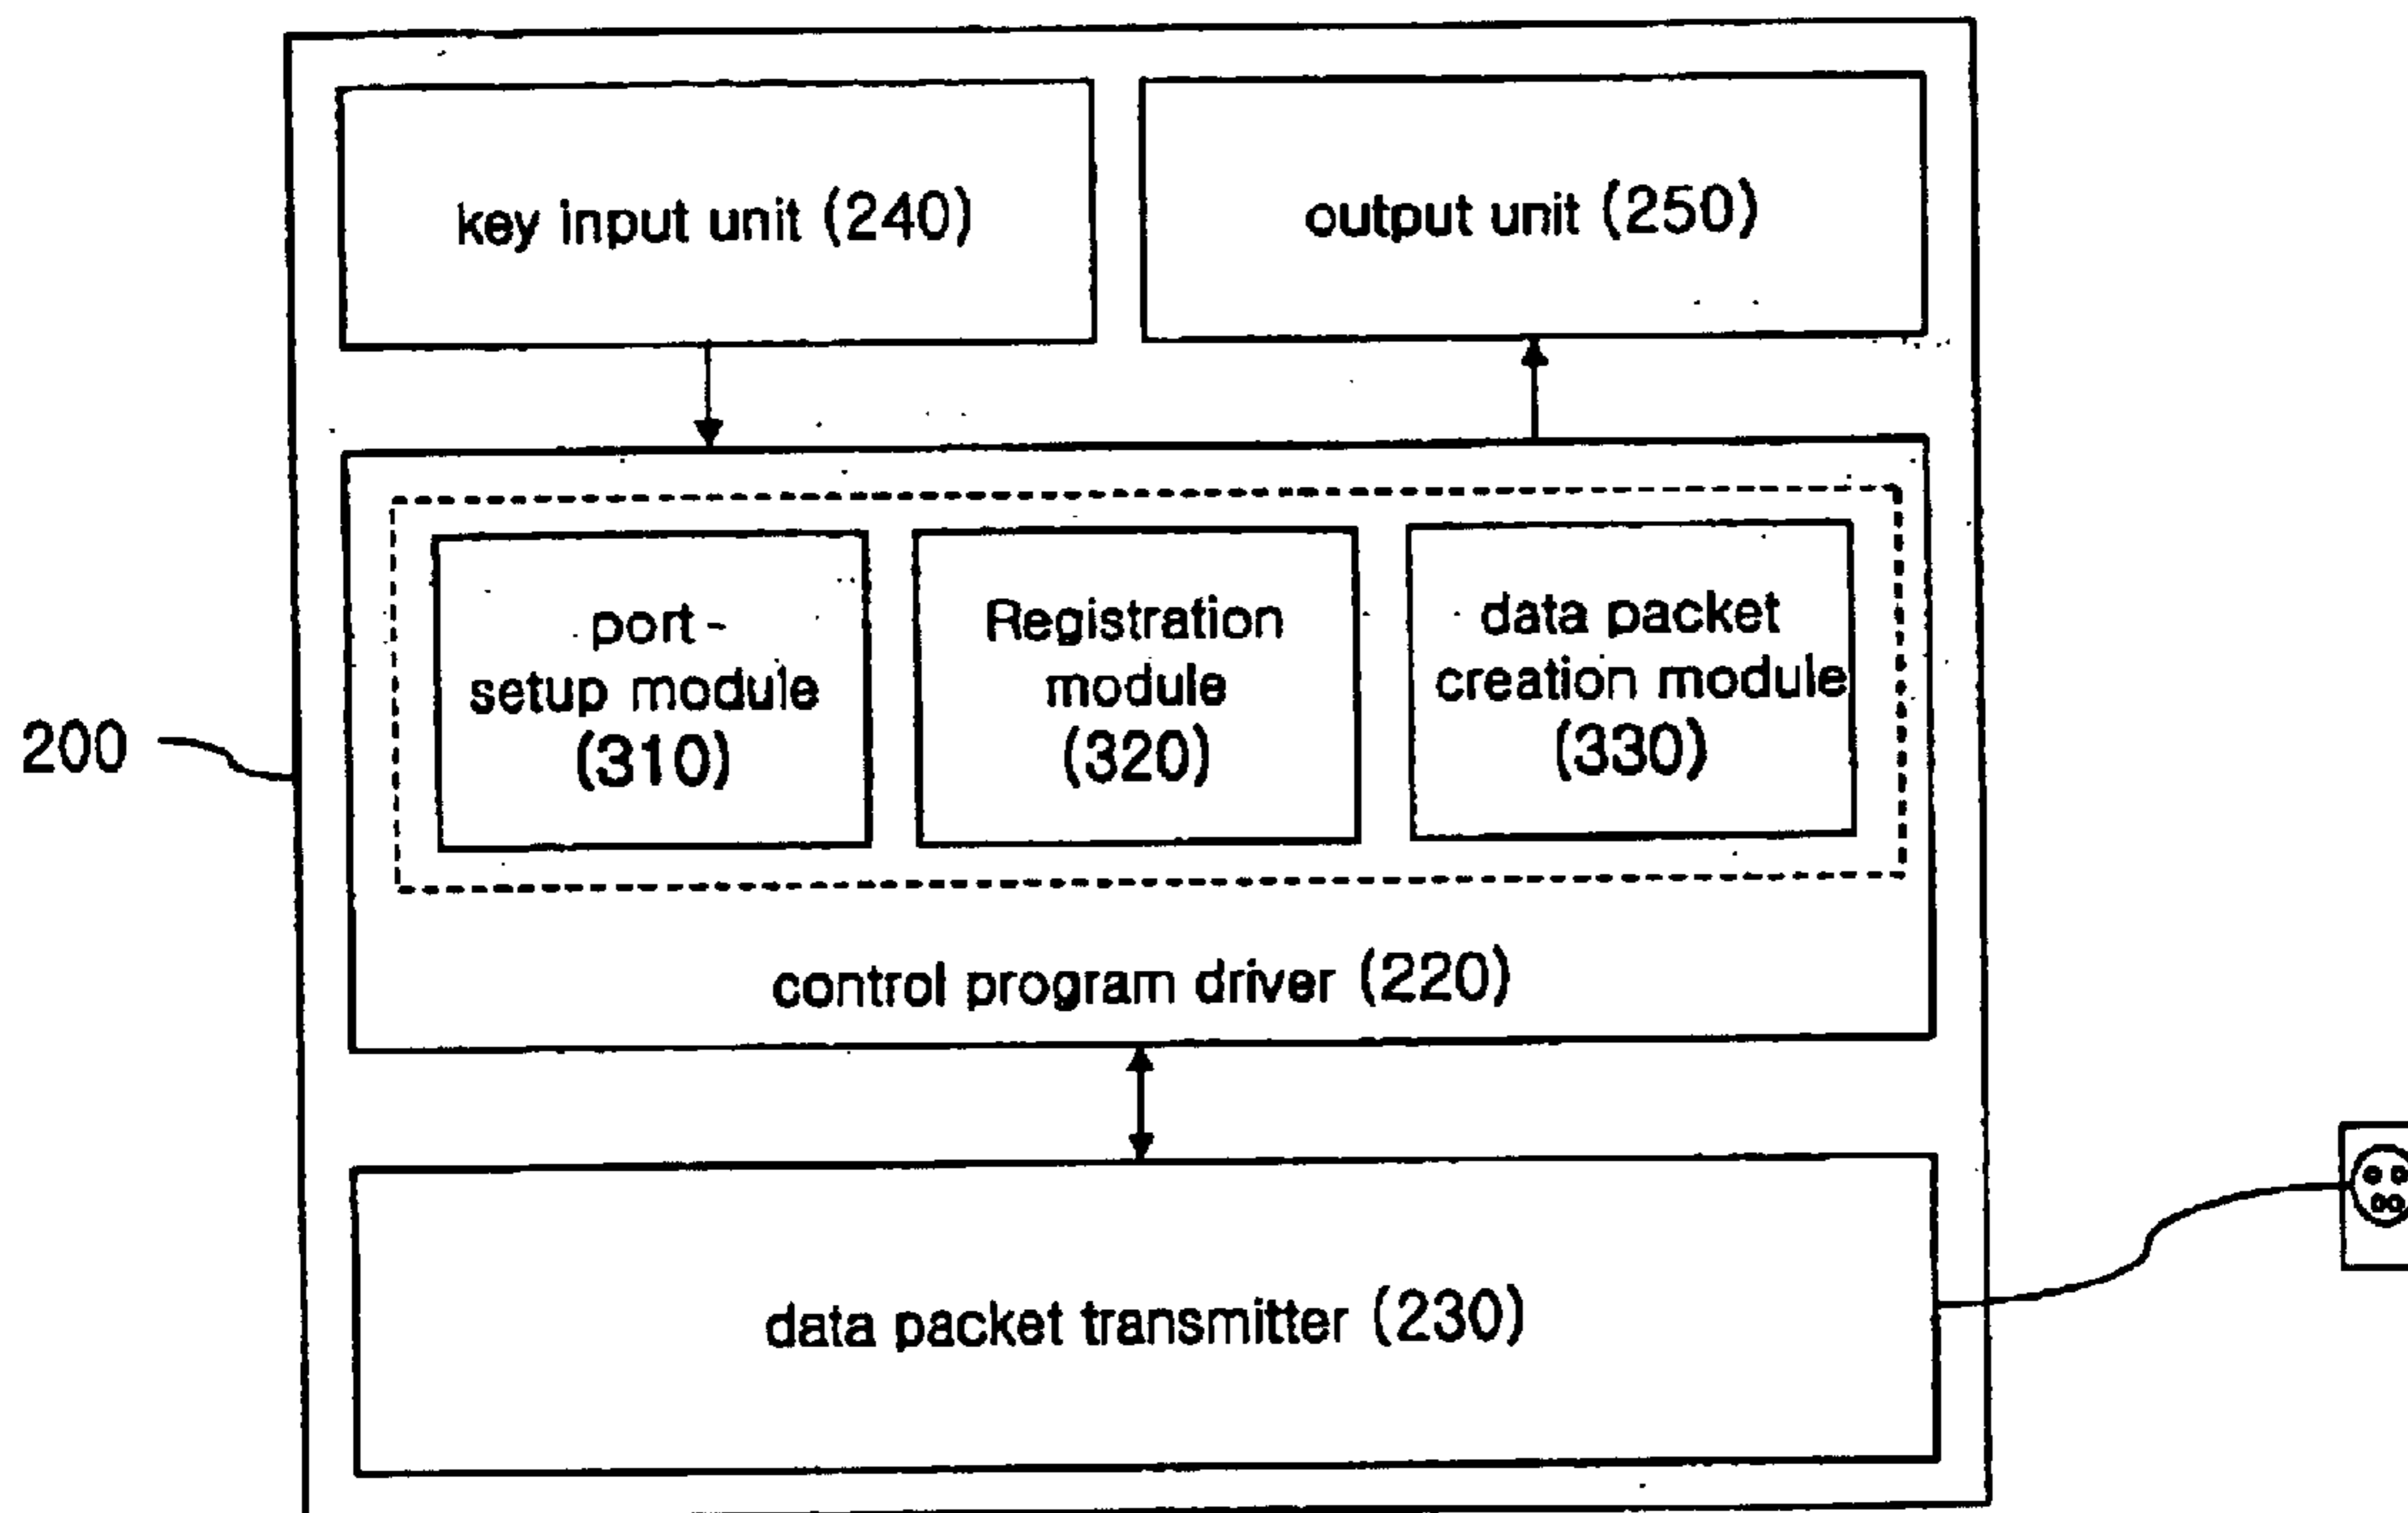 key input unit (240)
output unit (250)
port-
setup module
(310)
Registration
module
(320)
data packet
creation module
(330)
200
control program driver (220)
data packet transmitter (230)